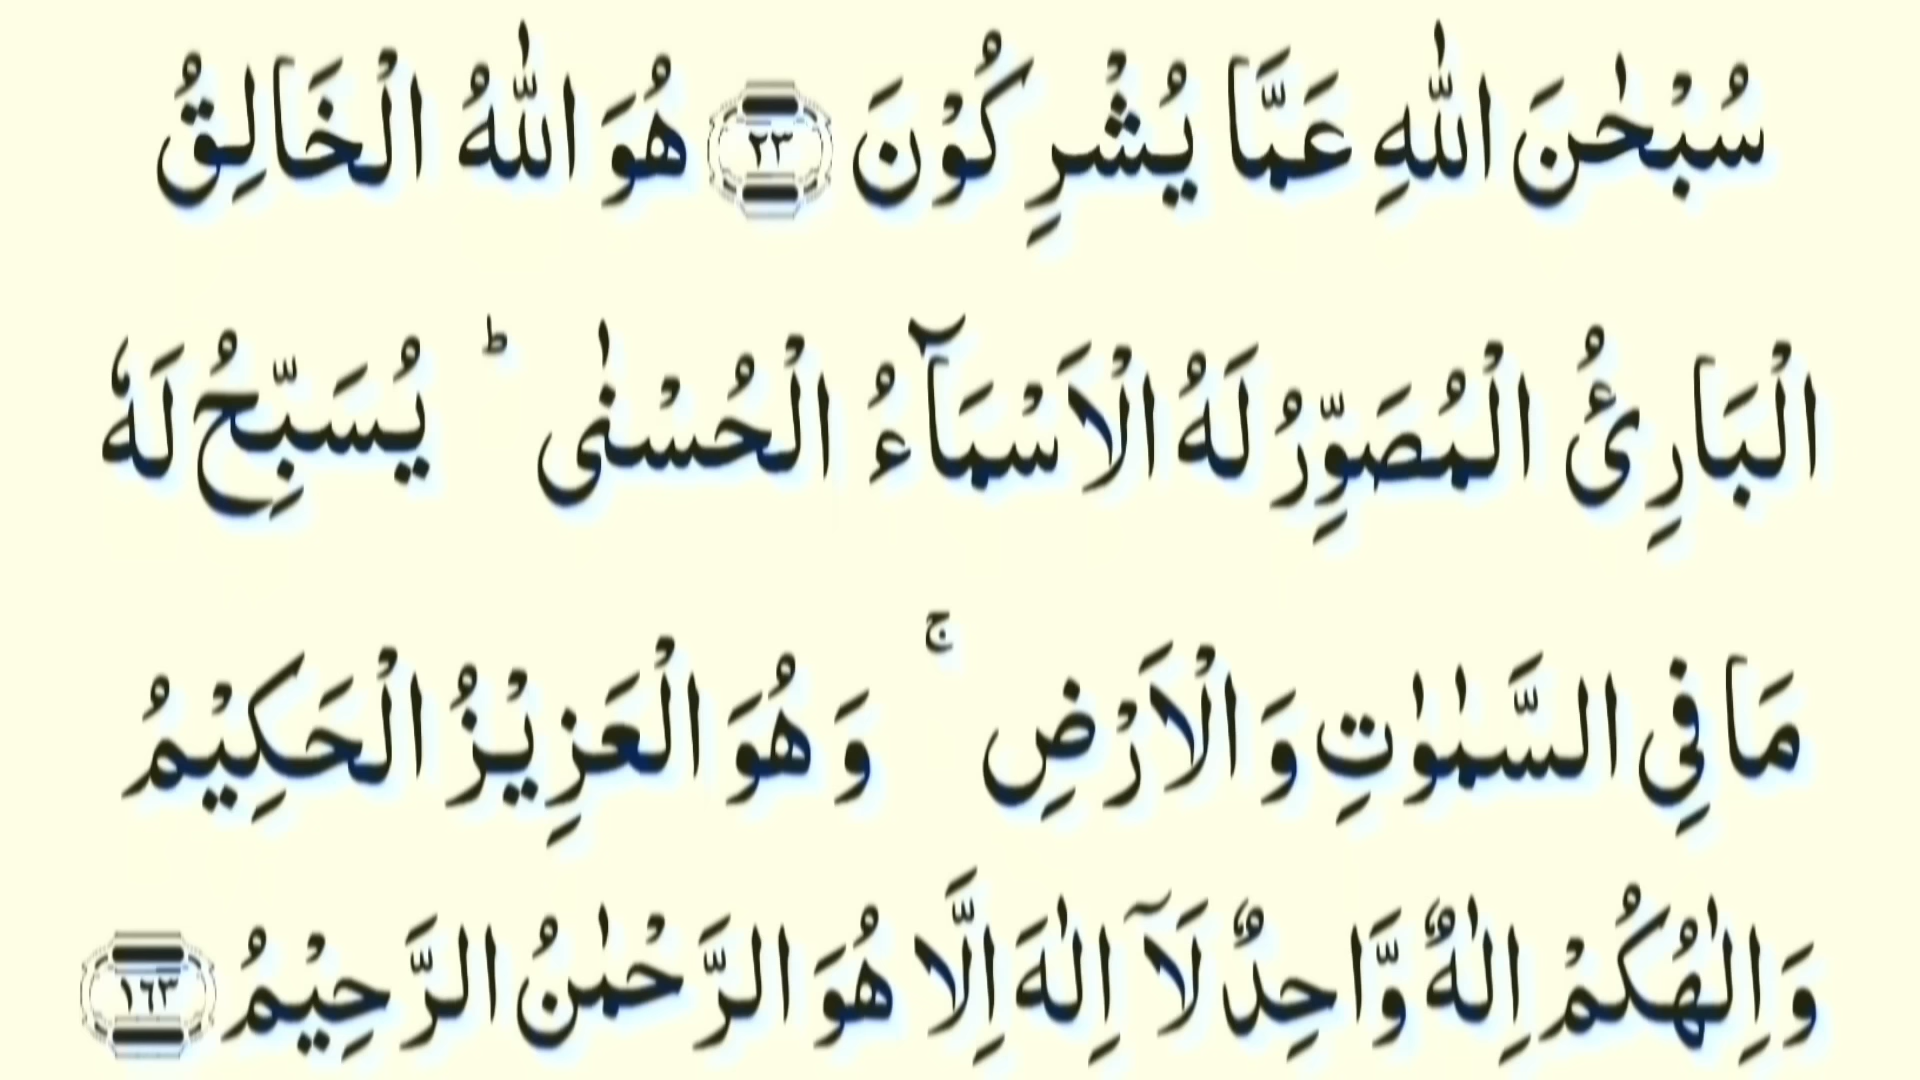 سُبْحٰنَ اللّٰهِ عَمَّا يُشْرِكُوْنَ ﴿٢٣﴾ هُوَ اللّٰهُ الْخَالِقُ
الْبَارِئُ الْمُصَوِّرُ لَهُ الْاَسْمَآءُ الْحُسْنٰى ؕ يُسَبِّحُ لَهٗ
مَا فِى السَّمٰوٰتِ وَ الْاَرْضِ ۚ وَ هُوَ الْعَزِيْزُ الْحَكِيْمُ
وَ اِلٰهُكُمْ اِلٰهٌ وَّاحِدٌ لَآ اِلٰهَ اِلَّا هُوَ الرَّحْمٰنُ الرَّحِيْمُ ﴿١٦٣﴾